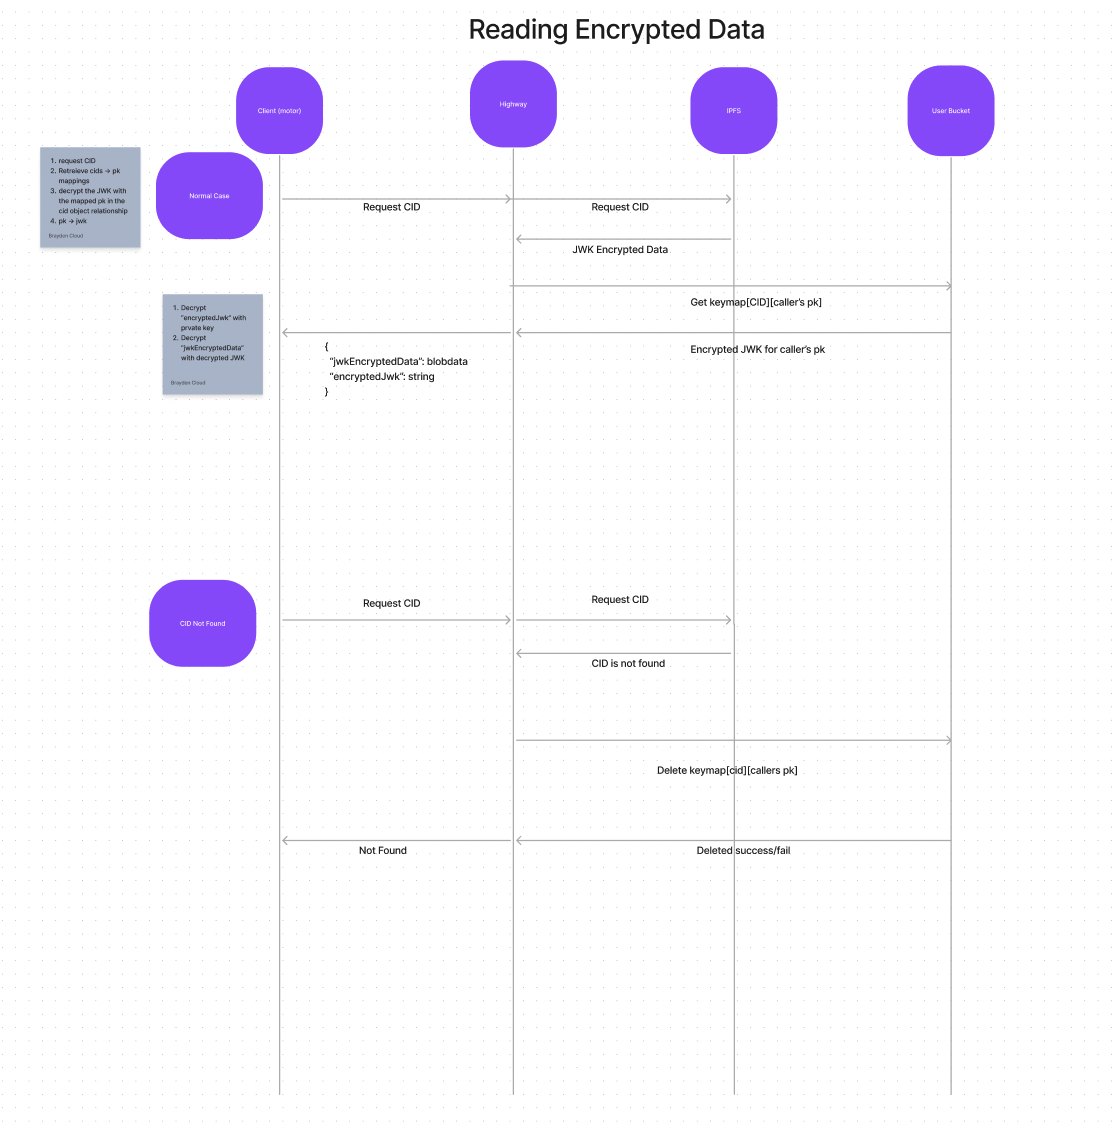 Reading Encrypted Data
Client (motor)
Highway
IPFS
User Bucket
1. request CID
2. Retreieve cids → pk
mappings
3. decrypt the JWK with
the mapped pk in the
cid object relationship
4. pk → jwk
Brayden Cloud
Normal Case
Request CID
Request CID
JWK Encrypted Data
Get keymap[CID][caller's pk]
1. Decrypt
"encryptedJwk" with
prvate key
2. Decrypt
"jwkEncryptedData"
with decrypted JWK
Brayden Cloud
{
"jwkEncryptedData": blobdata
"encryptedJwk": string
}
Encrypted JWK for caller's pk
CID Not Found
Request CID
Request CID
CID is not found
Delete keymap[cid][callers pk]
Not Found
Deleted success/fail